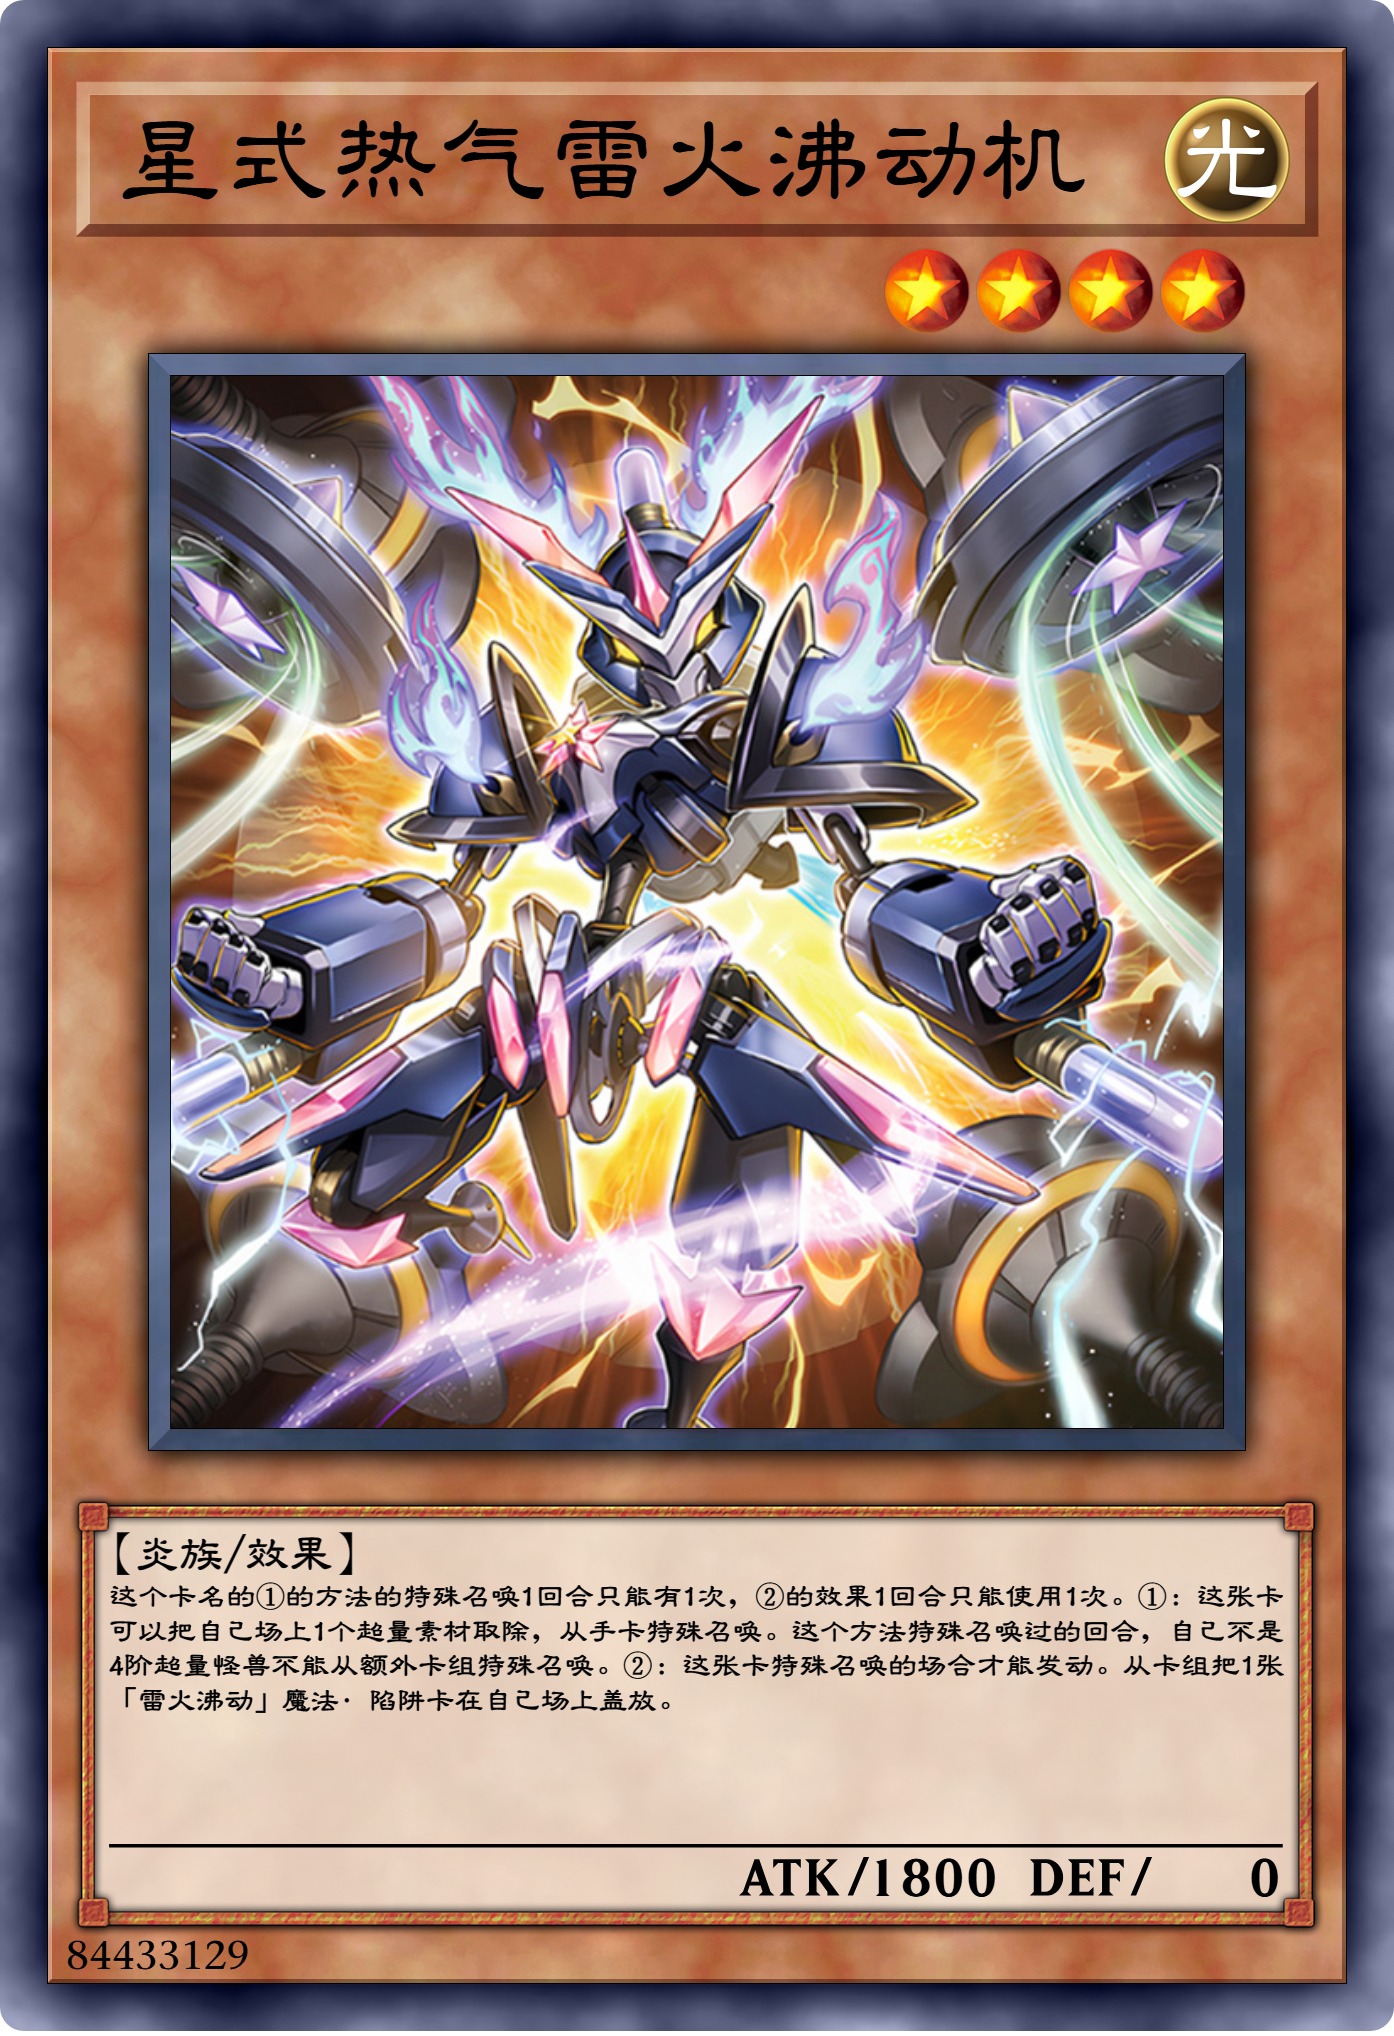 星式热气雷火沸动机
光
【炎族/效果】
这个卡名的①的方法的特殊召唤1回合只能有1次，②的效果1回合只能使用1次。①：这张卡
可以把自己场上1个超量素材取除，从手卡特殊召唤。这个方法特殊召唤过的回合，自己不是
4阶超量怪兽不能从额外卡组特殊召唤。②：这张卡特殊召唤的场合才能发动。从卡组把1张
「雷火沸动」魔法·陷阱卡在自己场上盖放。
ATK/1800 DEF/ 0
84433129